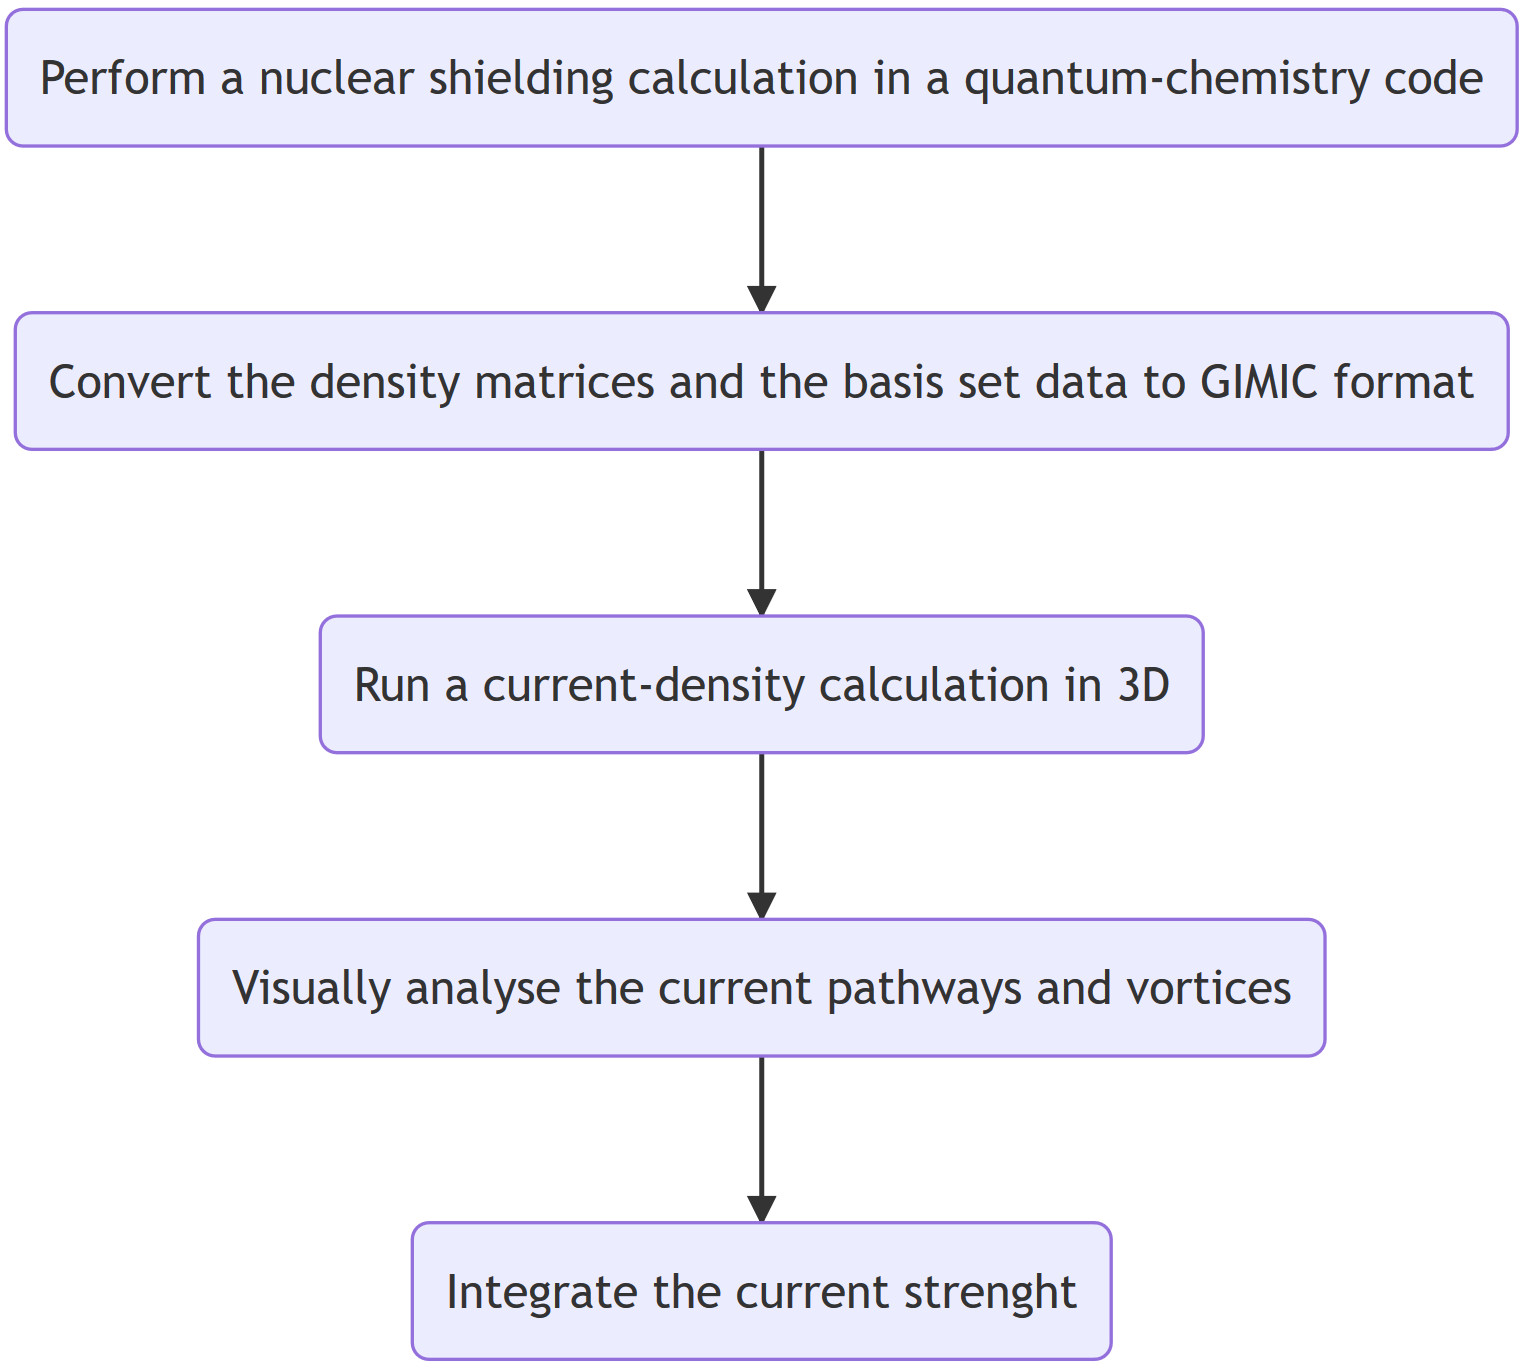 Perform a nuclear shielding calculation in a quantum-chemistry code
Convert the density matrices and the basis set data to GIMIC format
Run a current-density calculation in 3D
Visually analyse the current pathways and vortices
Integrate the current strenght